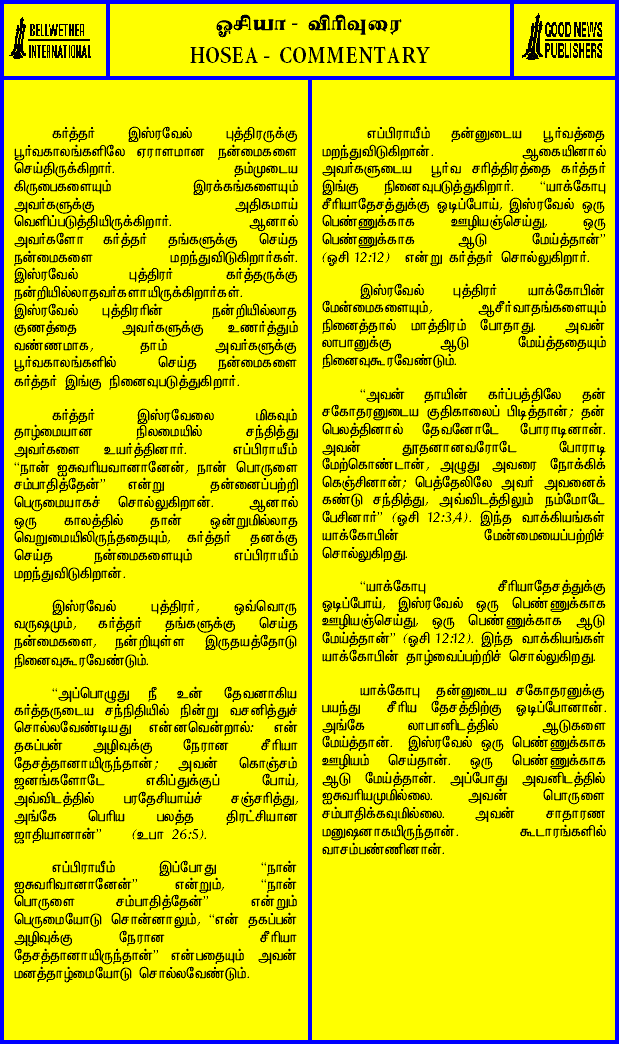 BELLWETHER
INTERNATIONAL
ஓசியா - விரிவுரை
HOSEA - COMMENTARY
GOOD NEWS
PUBLISHERS
கர்த்தர் இஸ்ரவேல் புத்திரருக்கு
பூர்வகாலங்களிலே ஏராளமான நன்மைகளை
செய்திருக்கிறார். தம்முடைய
கிருபைகளையும் இரக்கங்களையும்
அவர்களுக்கு அதிகமாய்
வெளிப்படுத்தியிருக்கிறார். ஆனால்
அவர்களோ கர்த்தர் தங்களுக்கு செய்த
நன்மைகளை மறந்துவிடுகிறார்கள்.
இஸ்ரவேல் புத்திரர் கர்த்தருக்கு
நன்றியில்லாதவர்களாயிருக்கிறார்கள்.
இஸ்ரவேல் புத்திரரின் நன்றியில்லாத
குணத்தை அவர்களுக்கு உணர்த்தும்
வண்ணமாக, தாம் அவர்களுக்கு
பூர்வகாலங்களில் செய்த நன்மைகளை
கர்த்தர் இங்கு நினைவுபடுத்துகிறார்.
கர்த்தர் இஸ்ரவேலை மிகவும்
தாழ்மையான நிலமையில் சந்தித்து
அவர்களை உயர்த்தினார். எப்பிராயீம்
“நான் ஐசுவரியவானானேன், நான் பொருளை
சம்பாதித்தேன்” என்று தன்னைப்பற்றி
பெருமையாகச் சொல்லுகிறான். ஆனால்
ஒரு காலத்தில் தான் ஒன்றுமில்லாத
வெறுமையிலிருந்ததையும், கர்த்தர் தனக்கு
செய்த நன்மைகளையும் எப்பிராயீம்
மறந்துவிடுகிறான்.
இஸ்ரவேல் புத்திரர், ஒவ்வொரு
வருஷமும், கர்த்தர் தங்களுக்கு செய்த
நன்மைகளை, நன்றியுள்ள இருதயத்தோடு
நினைவுகூரவேண்டும்.
“அப்பொழுது நீ உன் தேவனாகிய
கர்த்தருடைய சந்நிதியில் நின்று வசனித்துச்
சொல்லவேண்டியது என்னவென்றால்: என்
தகப்பன் அழிவுக்கு நேரான சீரியா
தேசத்தானாயிருந்தான்; அவன் கொஞ்சம்
ஜனங்களோடே எகிப்துக்குப் போய்,
அவ்விடத்தில் பரதேசியாய்ச் சஞ்சரித்து,
அங்கே பெரிய பலத்த திரட்சியான
ஜாதியானான்” (உபா 26:5).
எப்பிராயீம் இப்போது “நான்
ஐசுவரிவானானேன்” என்றும், “நான்
பொருளை சம்பாதித்தேன்” என்றும்
பெருமையோடு சொன்னாலும், “என் தகப்பன்
அழிவுக்கு நேரான சீரியா
தேசத்தானாயிருந்தான்” என்பதையும் அவன்
மனத்தாழ்மையோடு சொல்லவேண்டும்.
எப்பிராயீம் தன்னுடைய பூர்வத்தை
மறந்துவிடுகிறான். ஆகையினால்
அவர்களுடைய பூர்வ சரித்திரத்தை கர்த்தர்
இங்கு நினைவுபடுத்துகிறார். “யாக்கோபு
சீரியாதேசத்துக்கு ஓடிப்போய், இஸ்ரவேல் ஒரு
பெண்ணுக்காக ஊழியஞ்செய்து, ஒரு
பெண்ணுக்காக ஆடு மேய்த்தான்”
(ஓசி 12:12) என்று கர்த்தர் சொல்லுகிறார்.
இஸ்ரவேல் புத்திரர் யாக்கோபின்
மேன்மைகளையும், ஆசீர்வாதங்களையும்
நினைத்தால் மாத்திரம் போதாது. அவன்
லாபானுக்கு ஆடு மேய்த்ததையும்
நினைவுகூரவேண்டும்.
“அவன் தாயின் கர்ப்பத்திலே தன்
சகோதரனுடைய குதிகாலைப் பிடித்தான்; தன்
பெலத்தினால் தேவனோடே போராடினான்.
அவன் தூதனானவரோடே போராடி
மேற்கொண்டான், அழுது அவரை நோக்கிக்
கெஞ்சினான்; பெத்தேலிலே அவர் அவனைக்
கண்டு சந்தித்து, அவ்விடத்திலும் நம்மோடே
பேசினார்” (ஓசி 12:3,4). இந்த வாக்கியங்கள்
யாக்கோபின் மேன்மையைப்பற்றிச்
சொல்லுகிறது.
“யாக்கோபு சீரியாதேசத்துக்கு
ஓடிப்போய், இஸ்ரவேல் ஒரு பெண்ணுக்காக
ஊழியஞ்செய்து, ஒரு பெண்ணுக்காக ஆடு
மேய்த்தான்” (ஓசி 12:12). இந்த வாக்கியங்கள்
யாக்கோபின் தாழ்வைப்பற்றிச் சொல்லுகிறது.
யாக்கோபு தன்னுடைய சகோதரனுக்கு
பயந்து சீரிய தேசத்திற்கு ஓடிப்போனான்.
அங்கே லாபானிடத்தில் ஆடுகளை
மேய்த்தான். இஸ்ரவேல் ஒரு பெண்ணுக்காக
ஊழியம் செய்தான். ஒரு பெண்ணுக்காக
ஆடு மேய்த்தான். அப்போது அவனிடத்தில்
ஐசுவரியமுமில்லை. அவன் பொருளை
சம்பாதிக்கவுமில்லை. அவன் சாதாரண
மனுஷனாகயிருந்தான். கூடாரங்களில்
வாசம்பண்ணினான்.